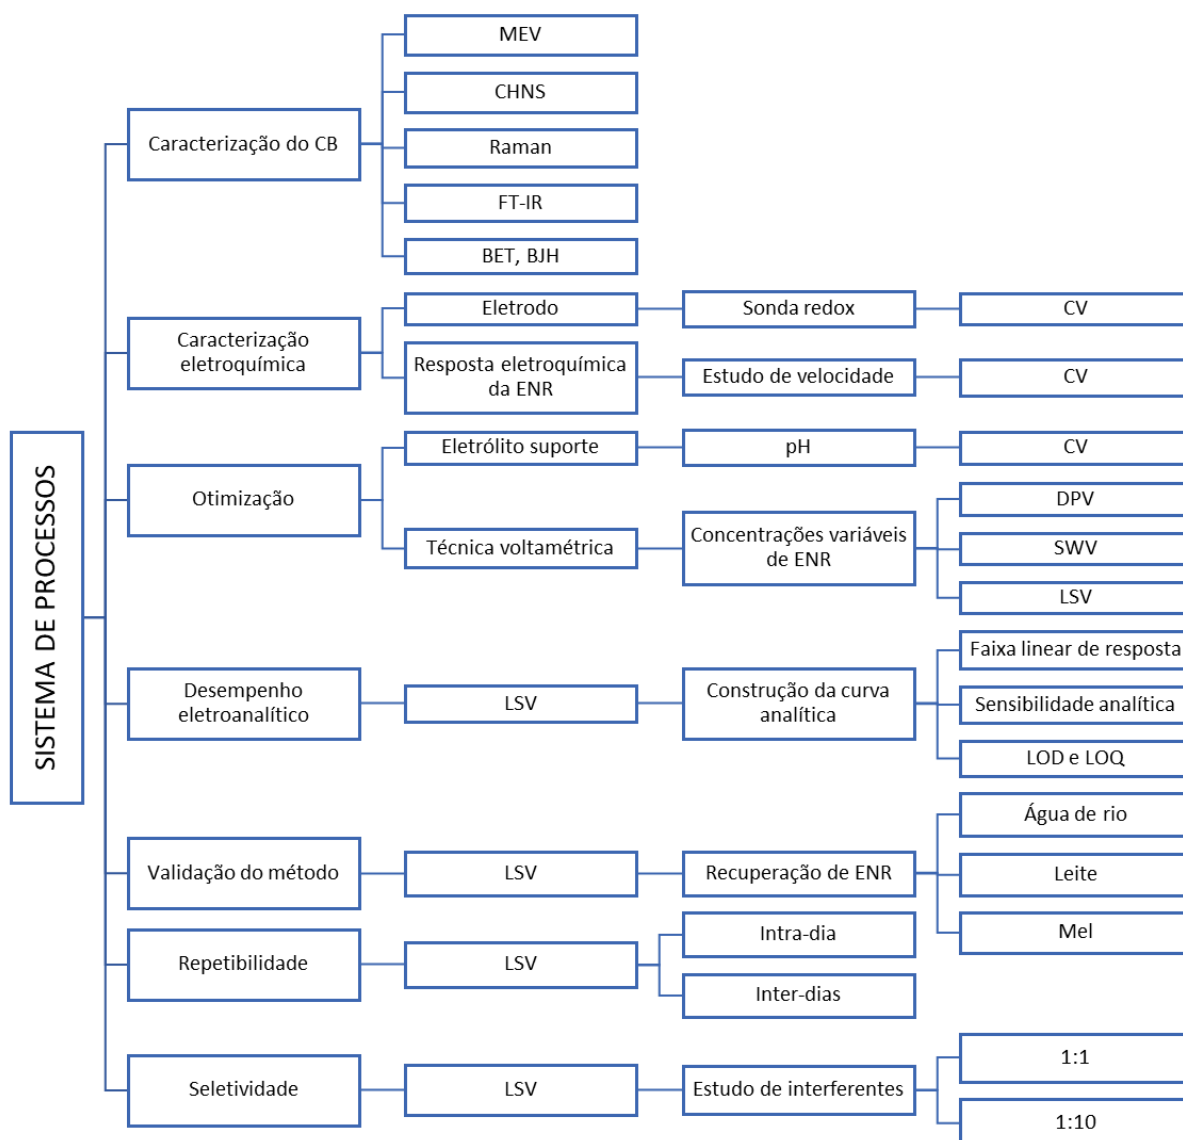 SISTEMA DE PROCESSOS
Caracterização do CB
MEV
CHNS
Raman
FT-IR
BET, BJH
Caracterização
eletroquímica
Eletrodo
Sonda redox
CV
Resposta eletroquímica
da ENR
Estudo de velocidade
CV
Otimização
Eletrólito suporte
pH
CV
Técnica voltamétrica
Concentrações variáveis
de ENR
DPV
SWV
LSV
Desempenho
eletroanalítico
LSV
Construção da curva
analítica
Faixa linear de resposta
Sensibilidade analítica
LOD e LOQ
Validação do método
LSV
Recuperação de ENR
Água de rio
Leite
Mel
Repetibilidade
LSV
Intra-dia
Inter-dias
Seletividade
LSV
Estudo de interferentes
1:1
1:10